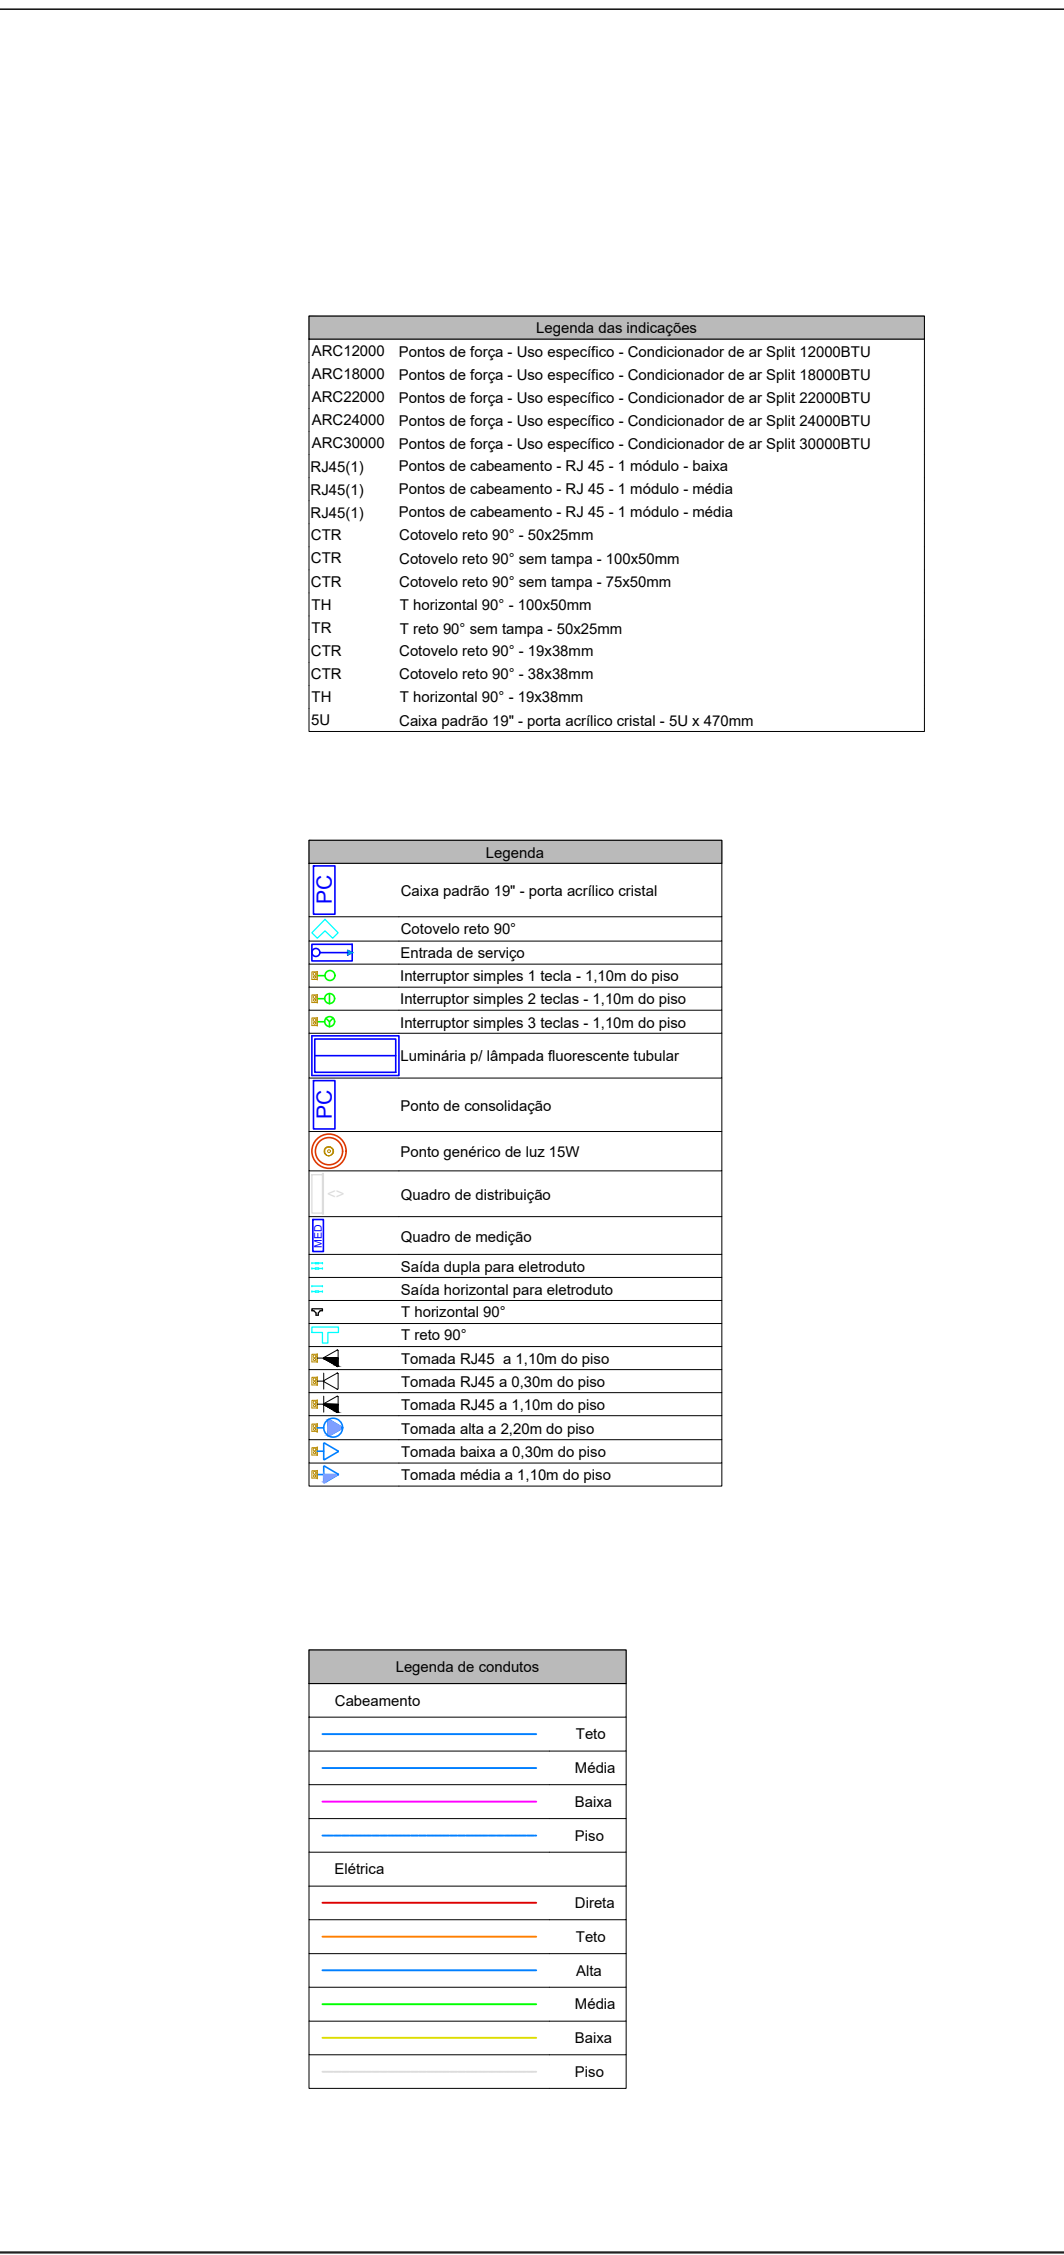 Legenda das indicações
ARC12000 Pontos de força - Uso específico - Condicionador de ar Split 12000BTU
ARC18000 Pontos de força - Uso específico - Condicionador de ar Split 18000BTU
ARC22000 Pontos de força - Uso específico - Condicionador de ar Split 22000BTU
ARC24000 Pontos de força - Uso específico - Condicionador de ar Split 24000BTU
ARC30000 Pontos de força - Uso específico - Condicionador de ar Split 30000BTU
RJ45(1) Pontos de cabeamento - RJ 45 - 1 módulo - baixa
RJ45(1) Pontos de cabeamento - RJ 45 - 1 módulo - média
RJ45(1) Pontos de cabeamento - RJ 45 - 1 módulo - média
CTR Cotovelo reto 90° - 50x25mm
CTR Cotovelo reto 90° sem tampa - 100x50mm
CTR Cotovelo reto 90° sem tampa - 75x50mm
TH T horizontal 90° - 100x50mm
TR T reto 90° sem tampa - 50x25mm
CTR Cotovelo reto 90° - 19x38mm
CTR Cotovelo reto 90° - 38x38mm
TH T horizontal 90° - 19x38mm
5U Caixa padrão 19" - porta acrílico cristal - 5U x 470mm
Legenda
PC Caixa padrão 19" - porta acrílico cristal
Cotovelo reto 90°
Entrada de serviço
Interruptor simples 1 tecla - 1,10m do piso
Interruptor simples 2 teclas - 1,10m do piso
Interruptor simples 3 teclas - 1,10m do piso
Luminária p/ lâmpada fluorescente tubular
PC Ponto de consolidação
Ponto genérico de luz 15W
<> Quadro de distribuição
MED Quadro de medição
Saída dupla para eletroduto
Saída horizontal para eletroduto
T horizontal 90°
T reto 90°
Tomada RJ45 a 1,10m do piso
Tomada RJ45 a 0,30m do piso
Tomada RJ45 a 1,10m do piso
Tomada alta a 2,20m do piso
Tomada baixa a 0,30m do piso
Tomada média a 1,10m do piso
Legenda de condutos
Cabeamento
Teto
Média
Baixa
Piso
Elétrica
Direta
Teto
Alta
Média
Baixa
Piso